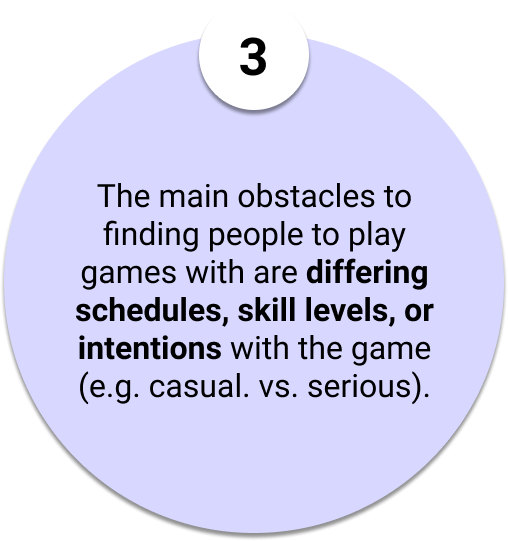 3
The main obstacles to
finding people to play
games with are differing
schedules, skill levels, or
intentions with the game
(e.g. casual. vs. serious).